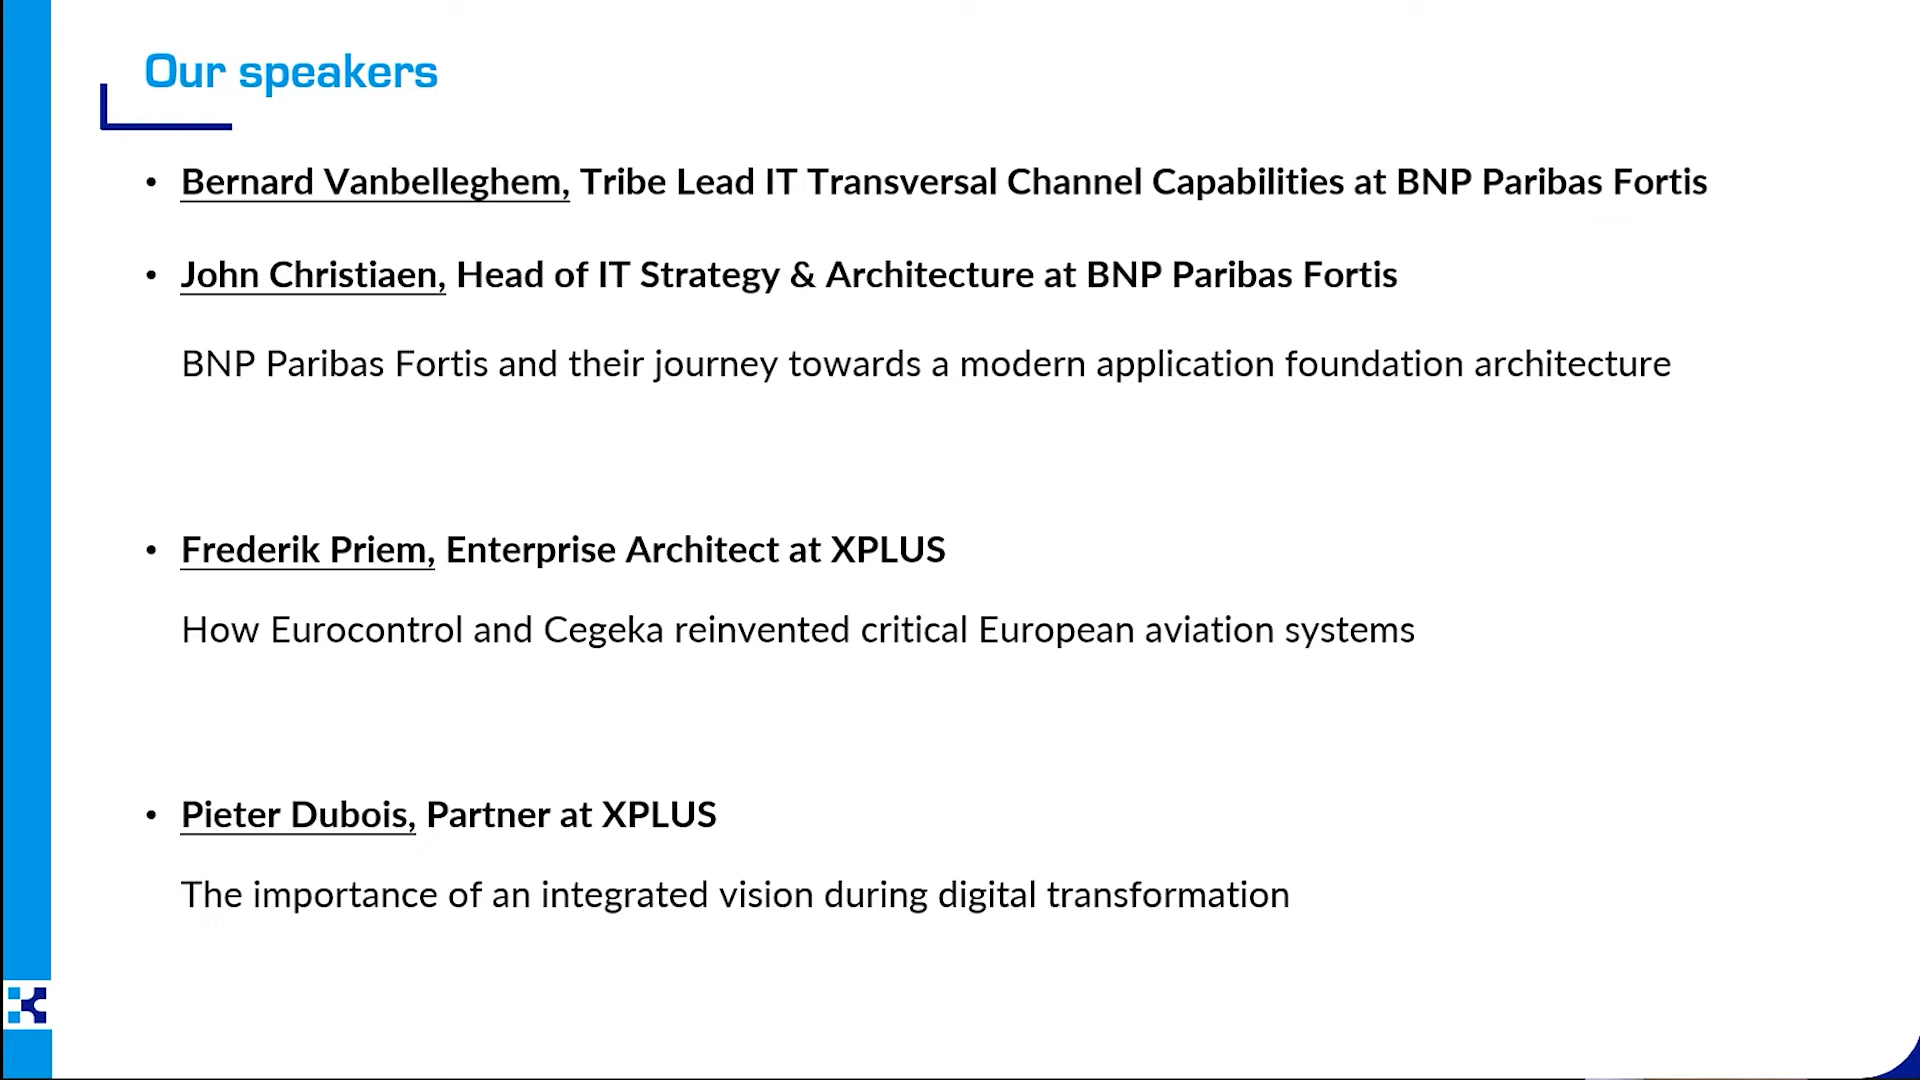 Our speakers
• Bernard Vanbelleghem, Tribe Lead IT Transversal Channel Capabilities at BNP Paribas Fortis
• John Christiaen, Head of IT Strategy & Architecture at BNP Paribas Fortis
BNP Paribas Fortis and their journey towards a modern application foundation architecture
• Frederik Priem, Enterprise Architect at XPLUS
How Eurocontrol and Cegeka reinvented critical European aviation systems
• Pieter Dubois, Partner at XPLUS
The importance of an integrated vision during digital transformation